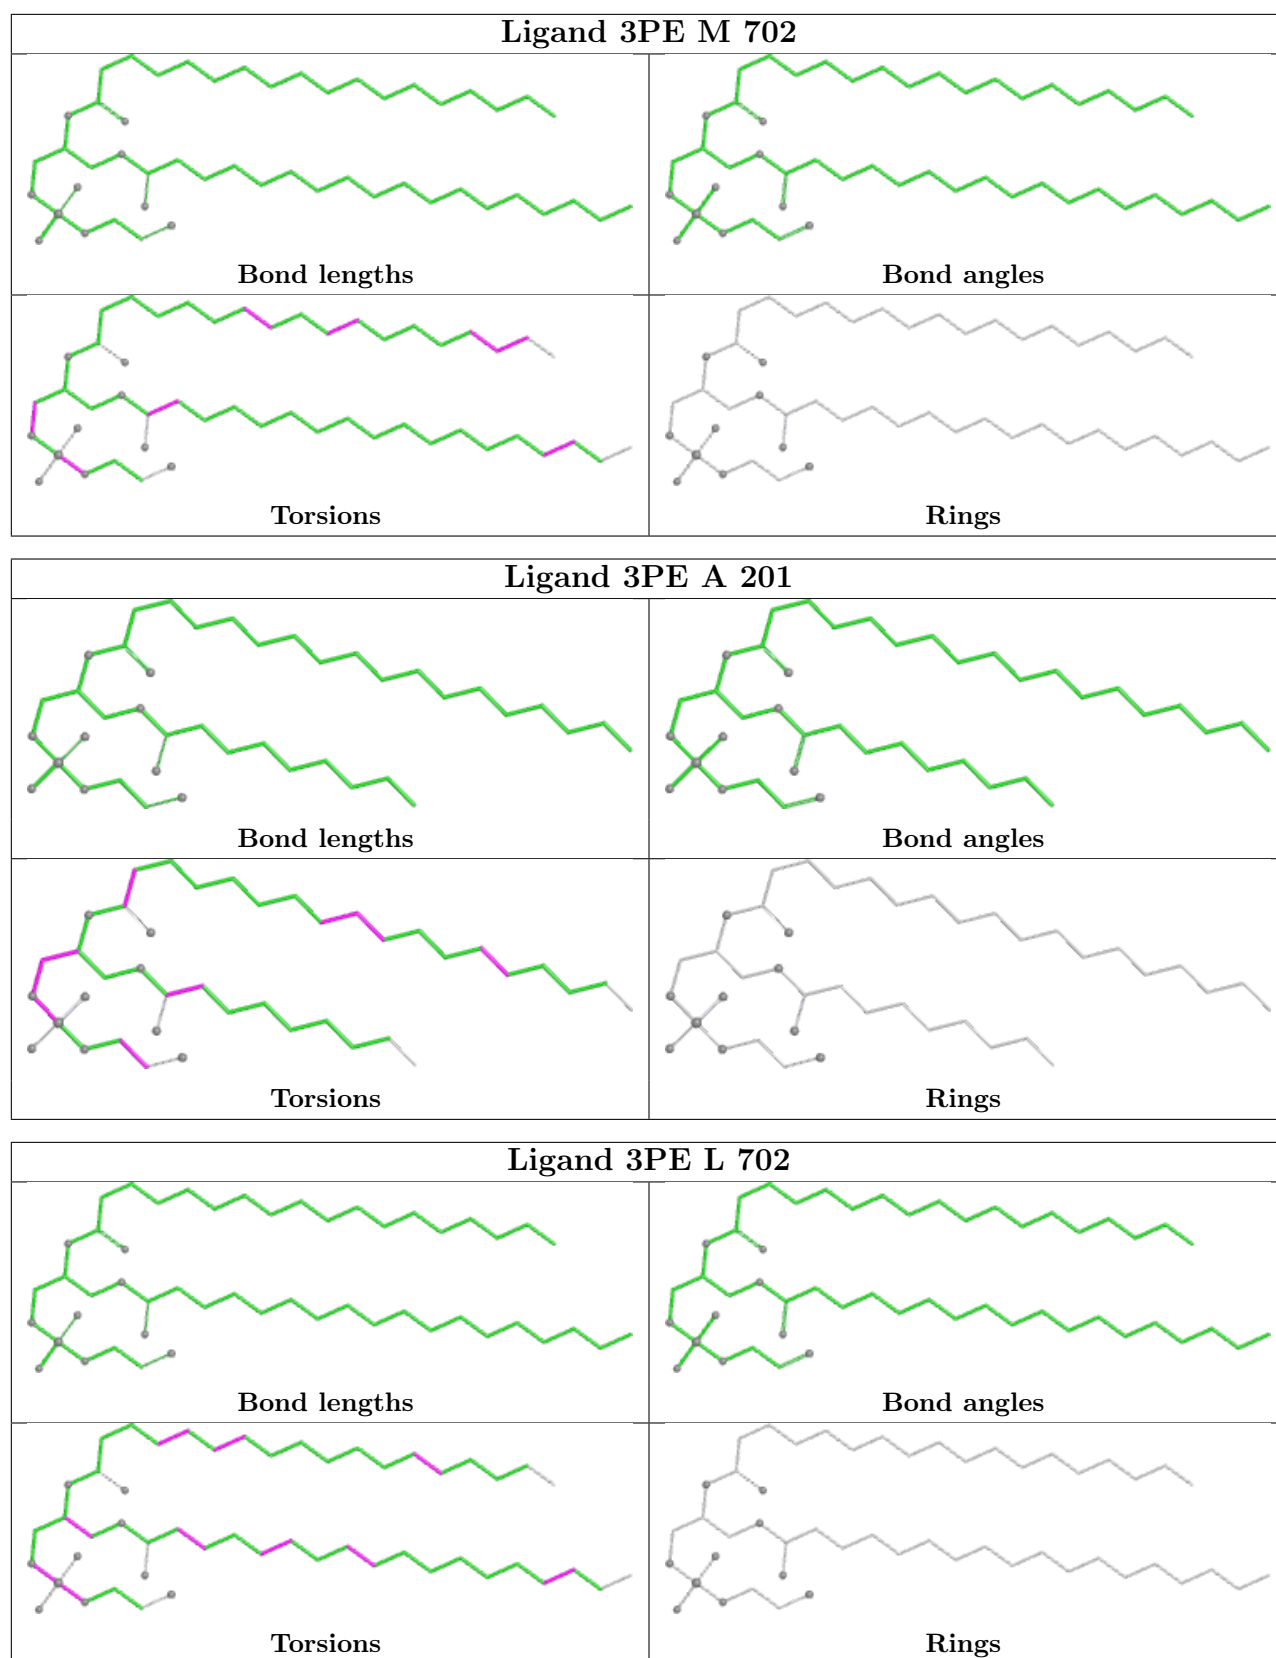 Ligand 3PE M 702
Bond lengths
Bond angles
Torsions
Rings
Ligand 3PE A 201
Bond lengths
Bond angles
Torsions
Rings
Ligand 3PE L 702
Bond lengths
Bond angles
Torsions
Rings